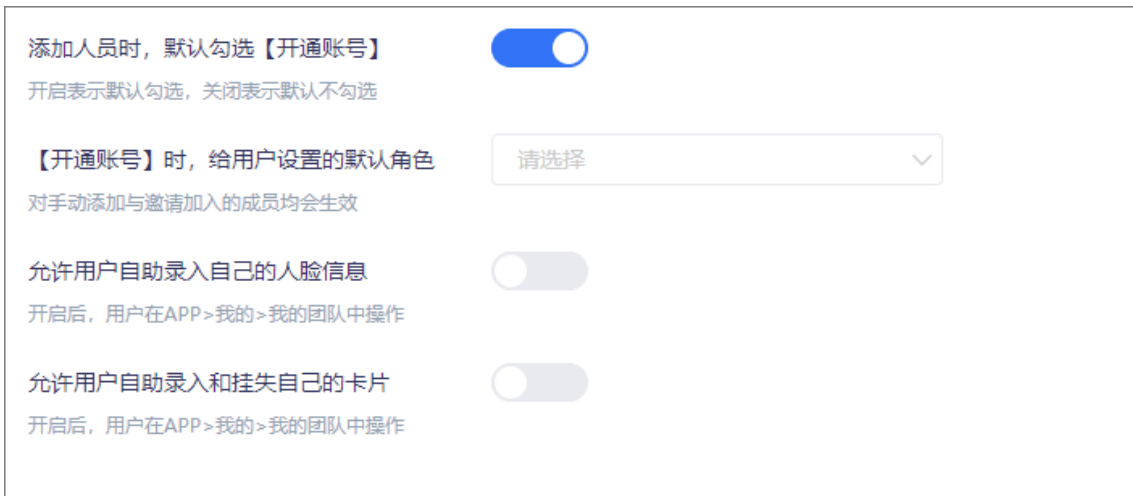 添加人员时，默认勾选【开通账号】
开启表示默认勾选，关闭表示默认不勾选
【开通账号】时，给用户设置的默认角色
请选择
对手动添加与邀请加入的成员均会生效
允许用户自助录入自己的人脸信息
开启后，用户在APP>我的>我的团队中操作
允许用户自助录入和挂失自己的卡片
开启后，用户在APP>我的>我的团队中操作